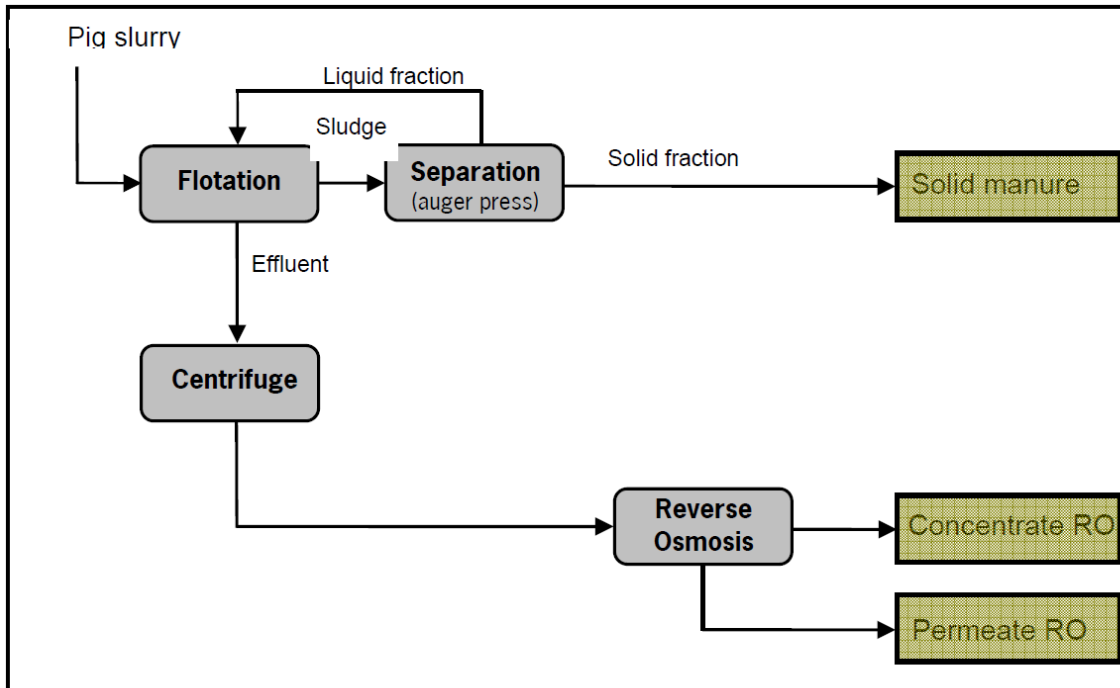 Pig slurry
Liquid fraction
Sludge
Flotation
Separation
(auger press)
Solid fraction
Solid manure
Effluent
Centrifuge
Reverse
Osmosis
Concentrate RO
Permeate RO